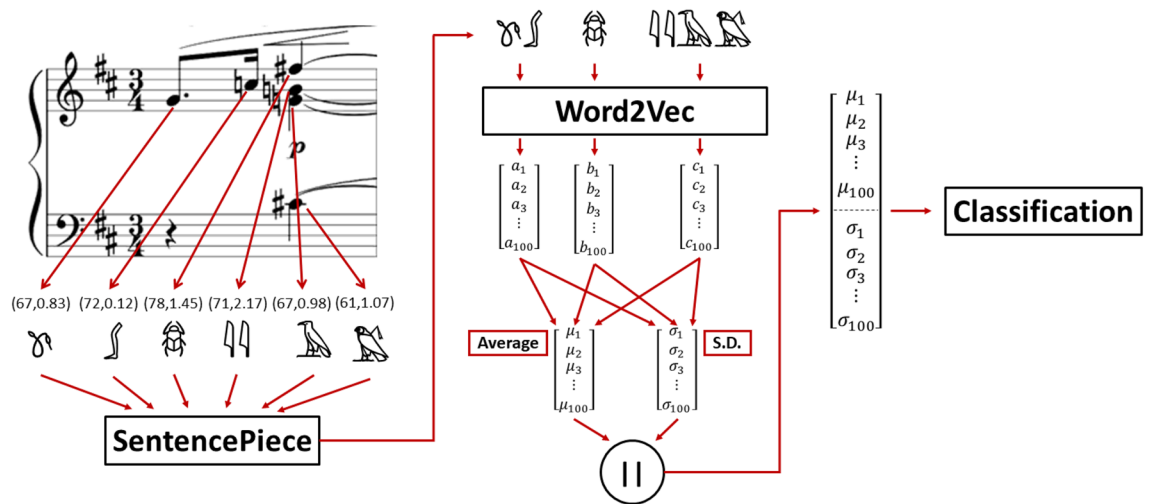 3
4
p
3
4
(67,0.83) (72,0.12) (78,1.45) (71,2.17) (67,0.98) (61,1.07)
SentencePiece
Word2Vec
a₁
a₂
a₃
⋮
a₁₀₀
b₁
b₂
b₃
⋮
b₁₀₀
c₁
c₂
c₃
⋮
c₁₀₀
Average
μ₁
μ₂
μ₃
⋮
μ₁₀₀
σ₁
σ₂
σ₃
⋮
σ₁₀₀
S.D.
||
μ₁
μ₂
μ₃
⋮
μ₁₀₀
σ₁
σ₂
σ₃
⋮
σ₁₀₀
Classification